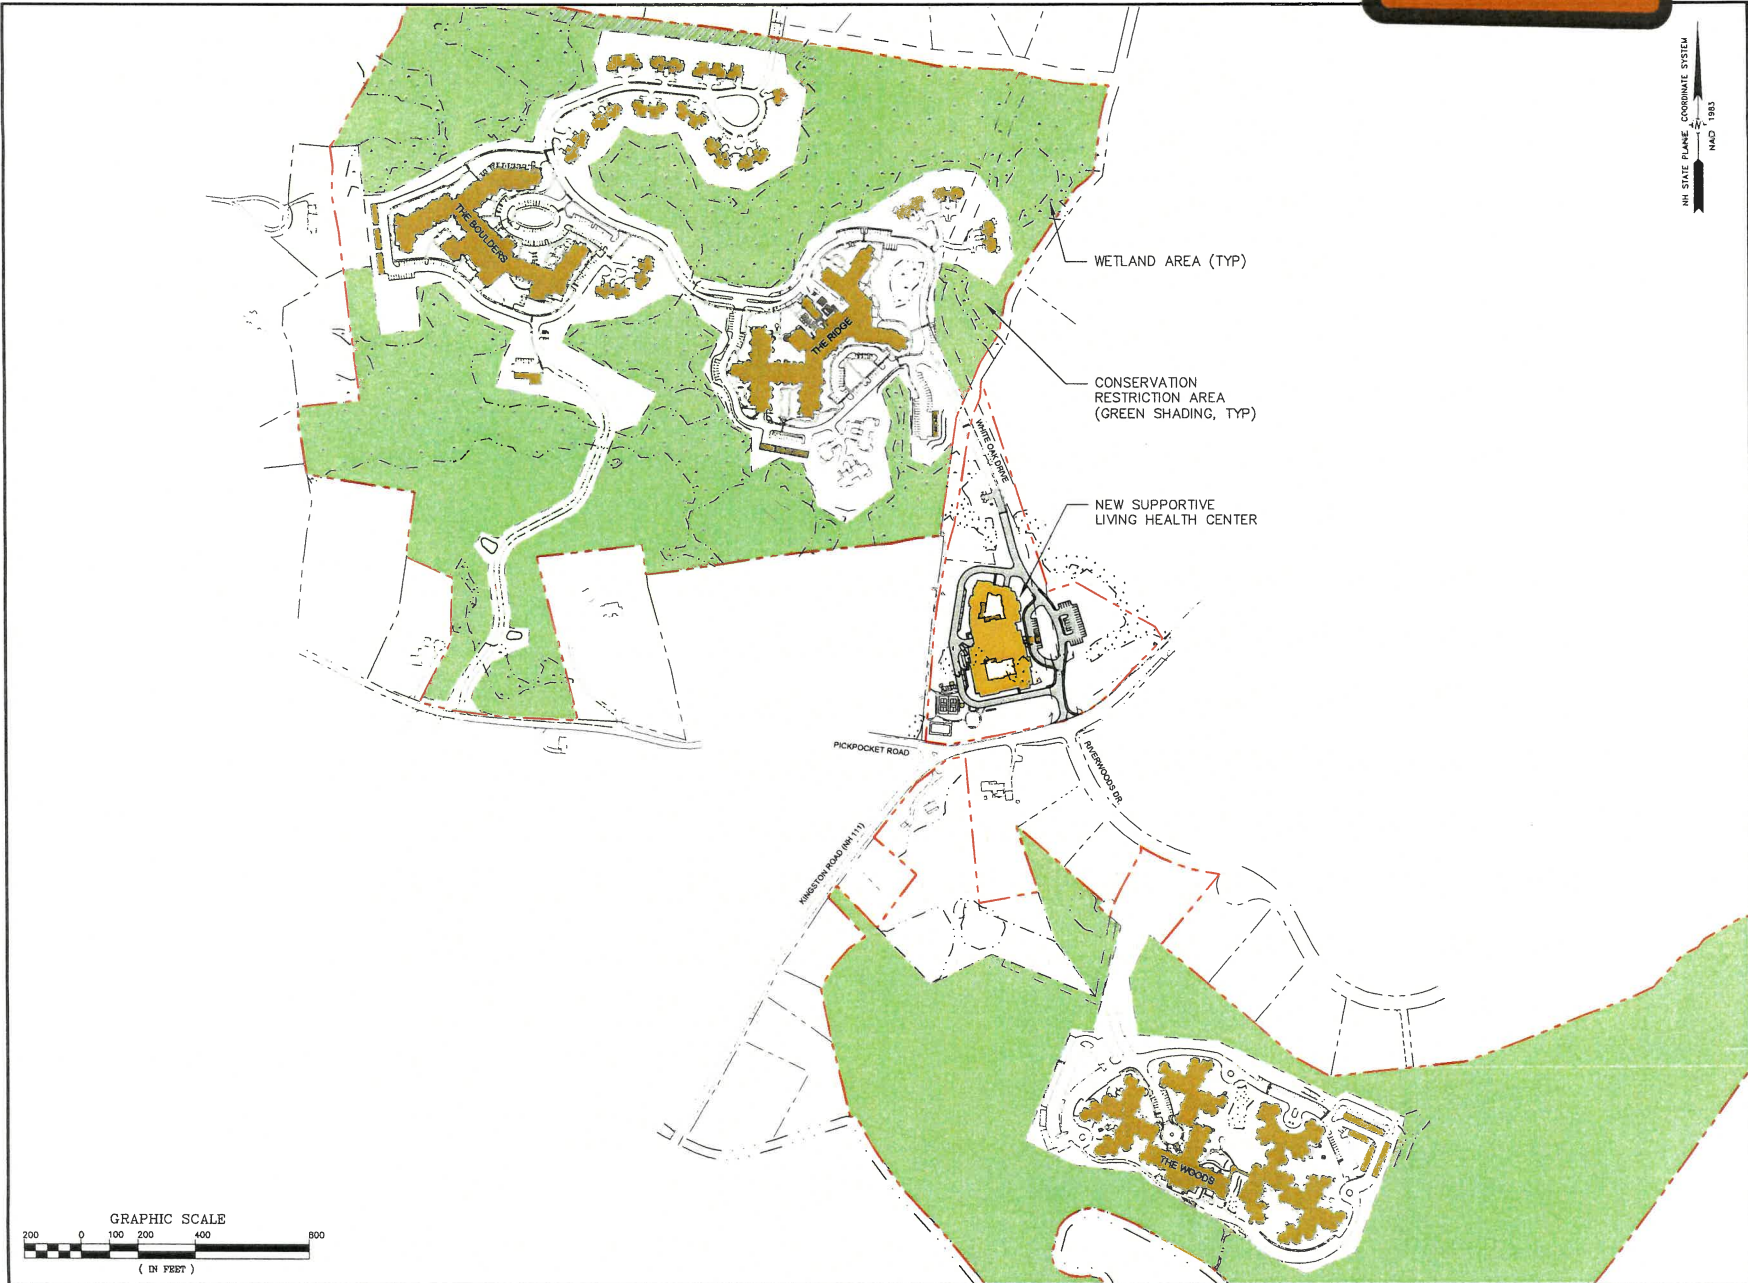 NH STATE PLANE COORDINATE SYSTEM
NAD 1983
N
THE BOULDERS
THE RIDGE
WETLAND AREA (TYP)
CONSERVATION
RESTRICTION AREA
(GREEN SHADING, TYP)
WHITE OAK DRIVE
NEW SUPPORTIVE
LIVING HEALTH CENTER
PICKPOCKET ROAD
RIVERWOODS DR
KINGSTON ROAD (NH 111)
THE WOODS
GRAPHIC SCALE
200 0 100 200 400 800
( IN FEET )